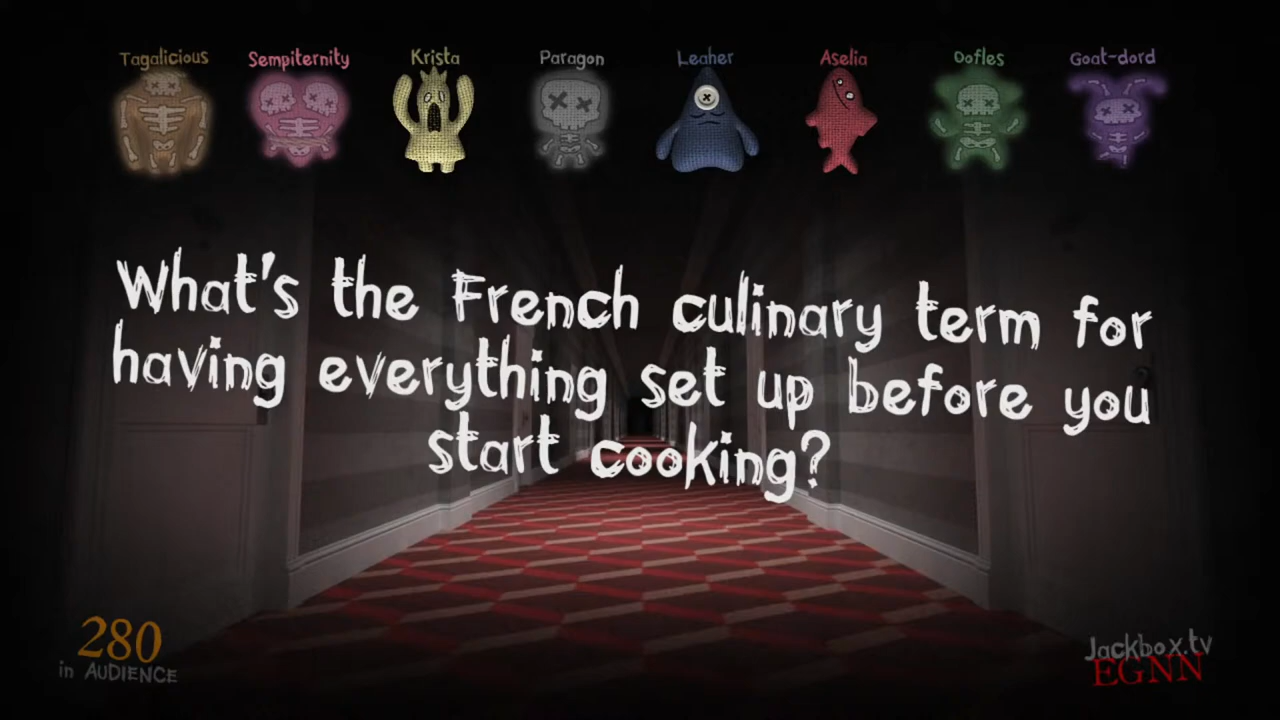 Tagalicious Sempiternity Krista Paragon Leaher Aselia Oofles Goat-dord
What's the French culinary term for
having everything set up before you
start cooking?
280
in AUDIENCE
Jackbox.tv
EGNN